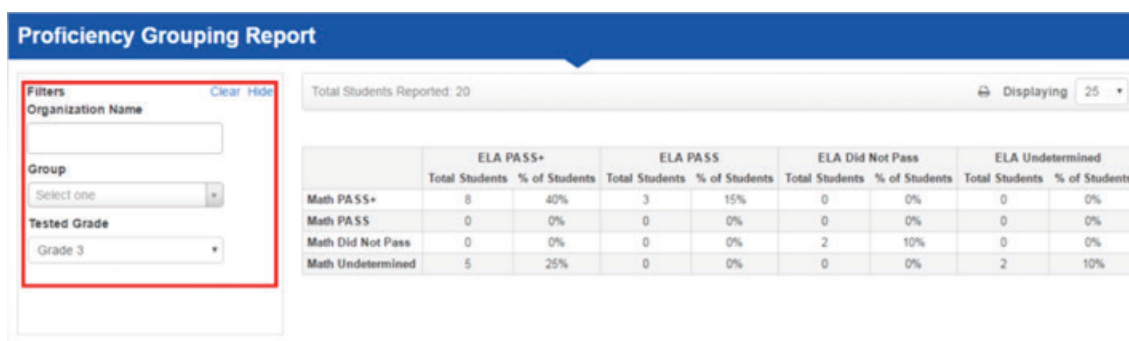 Proficiency Grouping Report
Filters Clear Hide
Organization Name
Group
Select one
Tested Grade
Grade 3
Total Students Reported: 20 Displaying 25
ELA PASS+ ELA PASS ELA Did Not Pass ELA Undetermined
Total Students % of Students Total Students % of Students Total Students % of Students Total Students % of Students
Math PASS+ 8 40% 3 15% 0 0% 0 0%
Math PASS 0 0% 0 0% 0 0% 0 0%
Math Did Not Pass 0 0% 0 0% 2 10% 0 0%
Math Undetermined 5 25% 0 0% 0 0% 2 10%